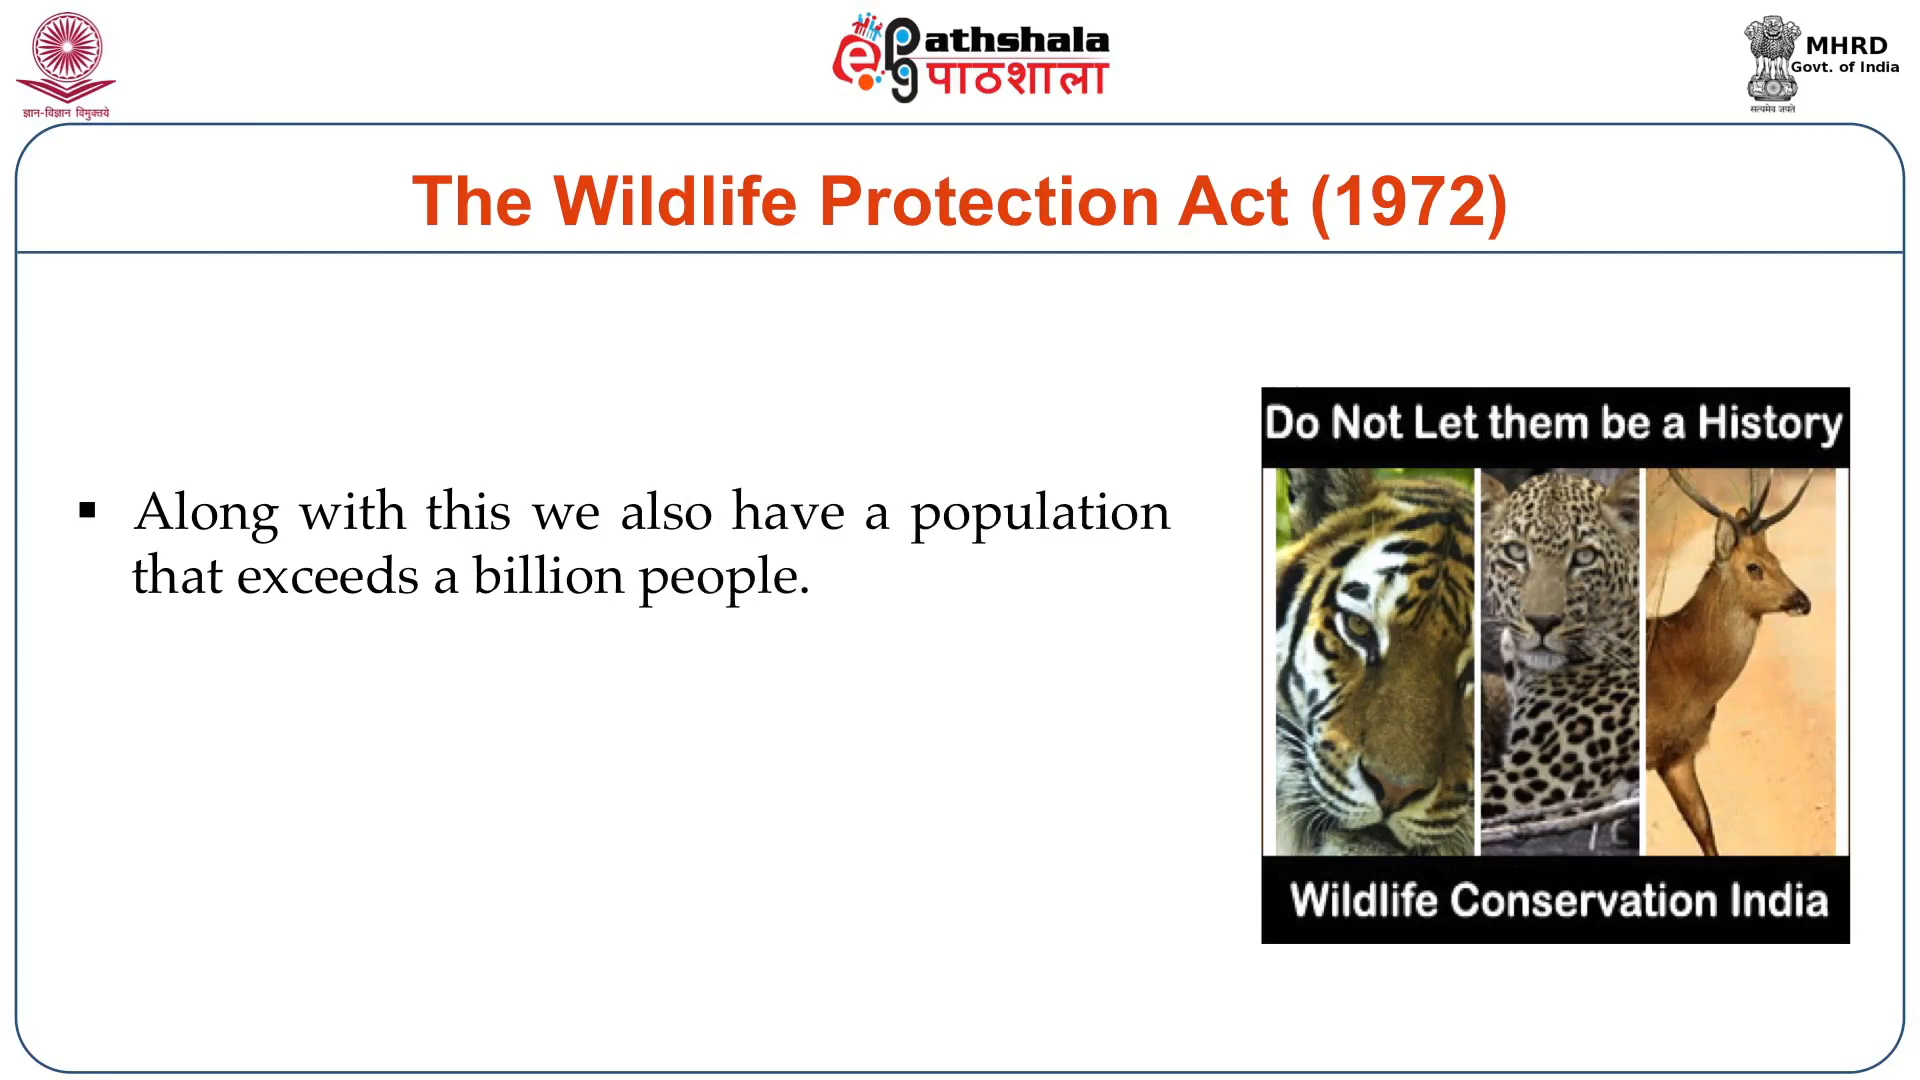 ज्ञान-विज्ञान विमुक्तये
e
pg
Pathshala
पाठशाला
MHRD
Govt. of India
सत्यमेव जयते
The Wildlife Protection Act (1972)
▪ Along with this we also have a population
that exceeds a billion people.
Do Not Let them be a History
Wildlife Conservation India